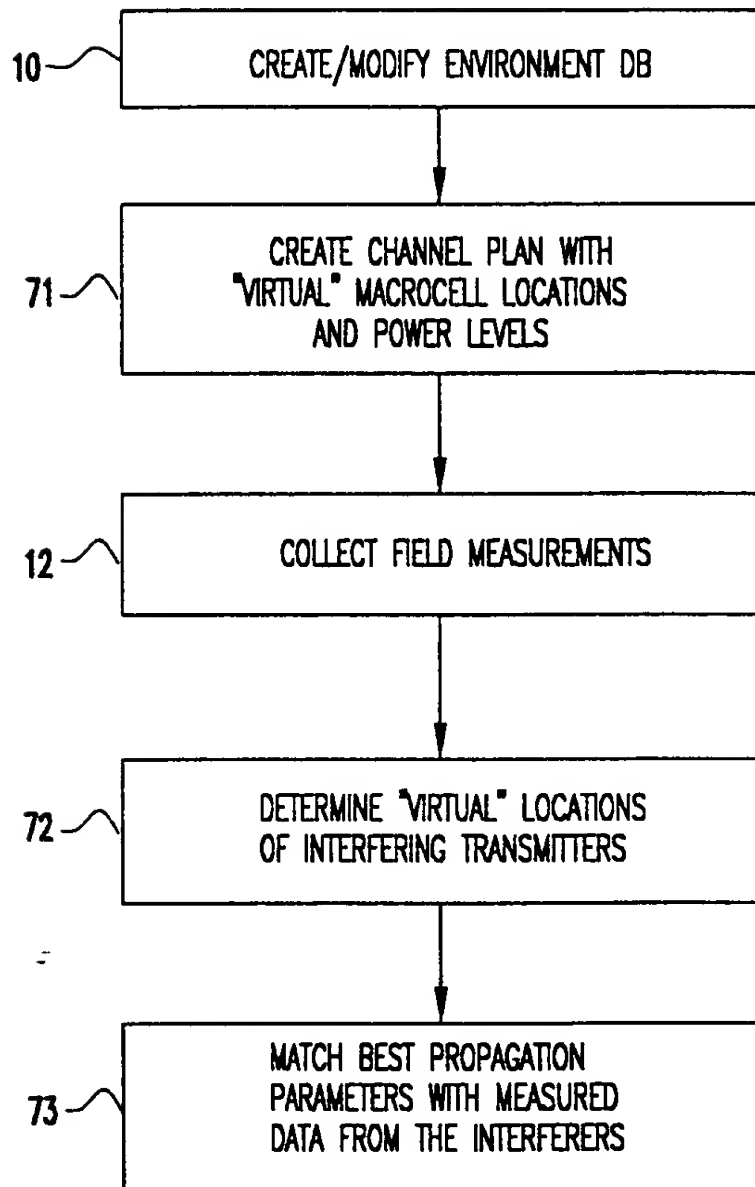 10
CREATE/MODIFY ENVIRONMENT DB
71
CREATE CHANNEL PLAN WITH
"VIRTUAL" MACROCELL LOCATIONS
AND POWER LEVELS
12
COLLECT FIELD MEASUREMENTS
72
DETERMINE "VIRTUAL" LOCATIONS
OF INTERFERING TRANSMITTERS
73
MATCH BEST PROPAGATION
PARAMETERS WITH MEASURED
DATA FROM THE INTERFERERS